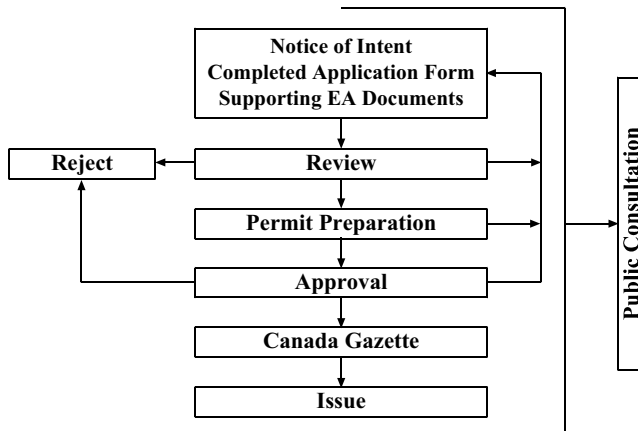 Notice of Intent
Completed Application Form
Supporting EA Documents
Reject
Review
Permit Preparation
Approval
Canada Gazette
Issue
Public Consultation